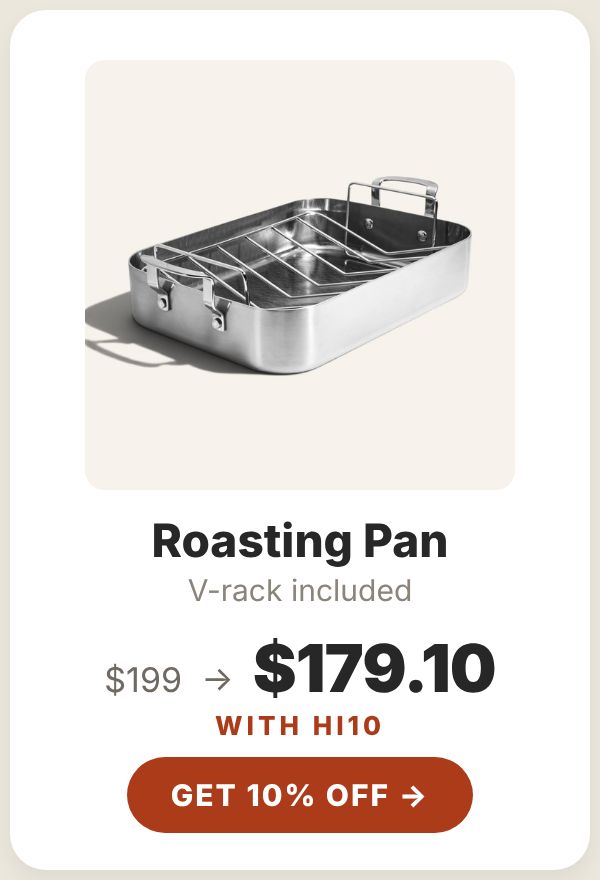 Roasting Pan
V-rack included
$199 → $179.10
WITH HI10
GET 10% OFF →